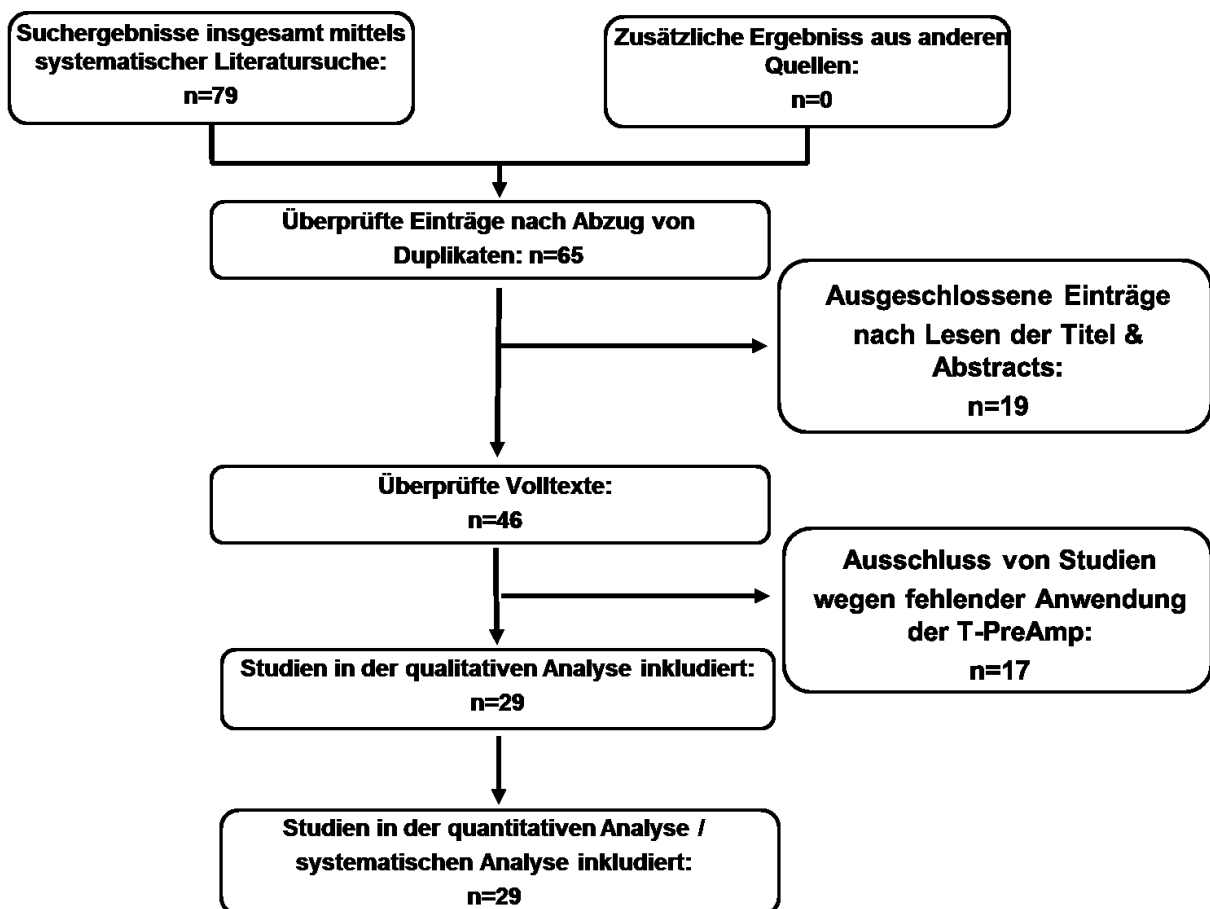 Suchergebnisse insgesamt mittels
systematischer Literatursuche:
n=79
Zusätzliche Ergebniss aus anderen
Quellen:
n=0
Überprüfte Einträge nach Abzug von
Duplikaten: n=65
Ausgeschlossene Einträge
nach Lesen der Titel &
Abstracts:
n=19
Überprüfte Volltexte:
n=46
Ausschluss von Studien
wegen fehlender Anwendung
der T-PreAmp:
n=17
Studien in der qualitativen Analyse inkludiert:
n=29
Studien in der quantitativen Analyse /
systematischen Analyse inkludiert:
n=29